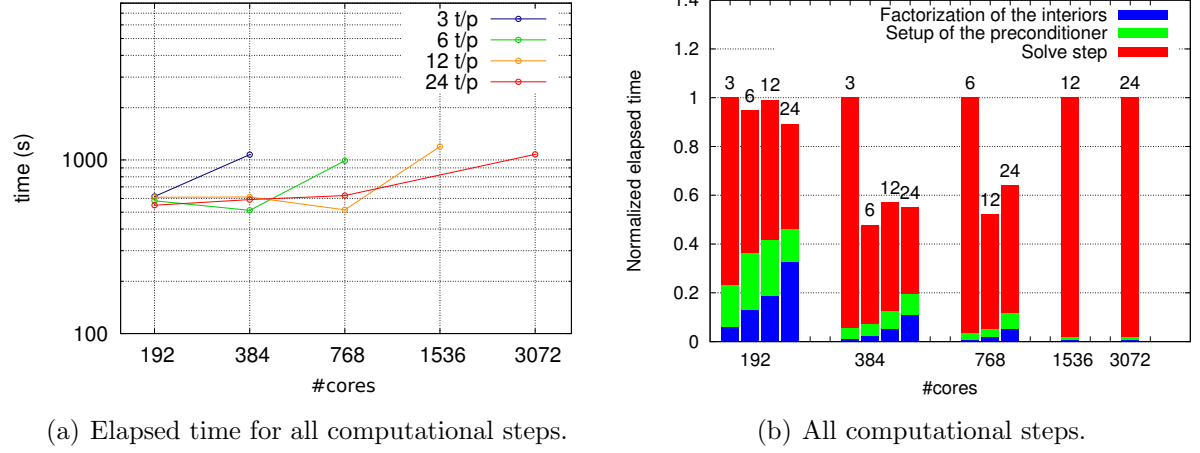 3 t/p
6 t/p
12 t/p
24 t/p
1000
100
time (s)
192 384 768 1536 3072
#cores
(a) Elapsed time for all computational steps.
Factorization of the interiors
Setup of the preconditioner
Solve step
1.4
1.2
1
0.8
0.6
0.4
0.2
0
Normalized elapsed time
3 6 12 24
3 6 12 24
6 12 24
12
24
192 384 768 1536 3072
#cores
(b) All computational steps.